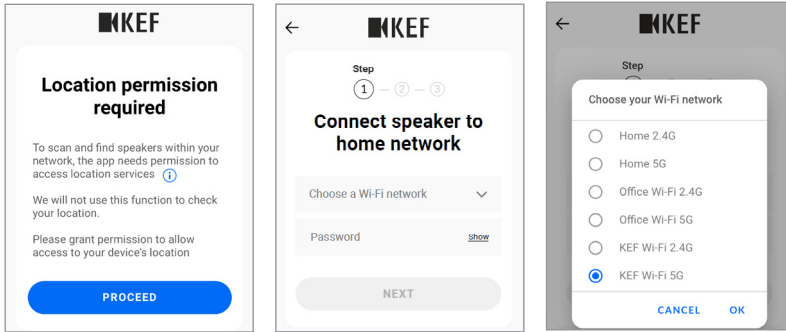 KEF
Location permission
required
To scan and find speakers within your
network, the app needs permission to
access location services
We will not use this function to check
your location.
Please grant permission to allow
access to your device's location
PROCEED
KEF
Step
1 2 3
Connect speaker to
home network
Choose a Wi-Fi network
Password Show
NEXT
KEF
Step
Choose your Wi-Fi network
Home 2.4G
Home 5G
Office Wi-Fi 2.4G
Office Wi-Fi 5G
KEF Wi-Fi 2.4G
KEF Wi-Fi 5G
CANCEL OK